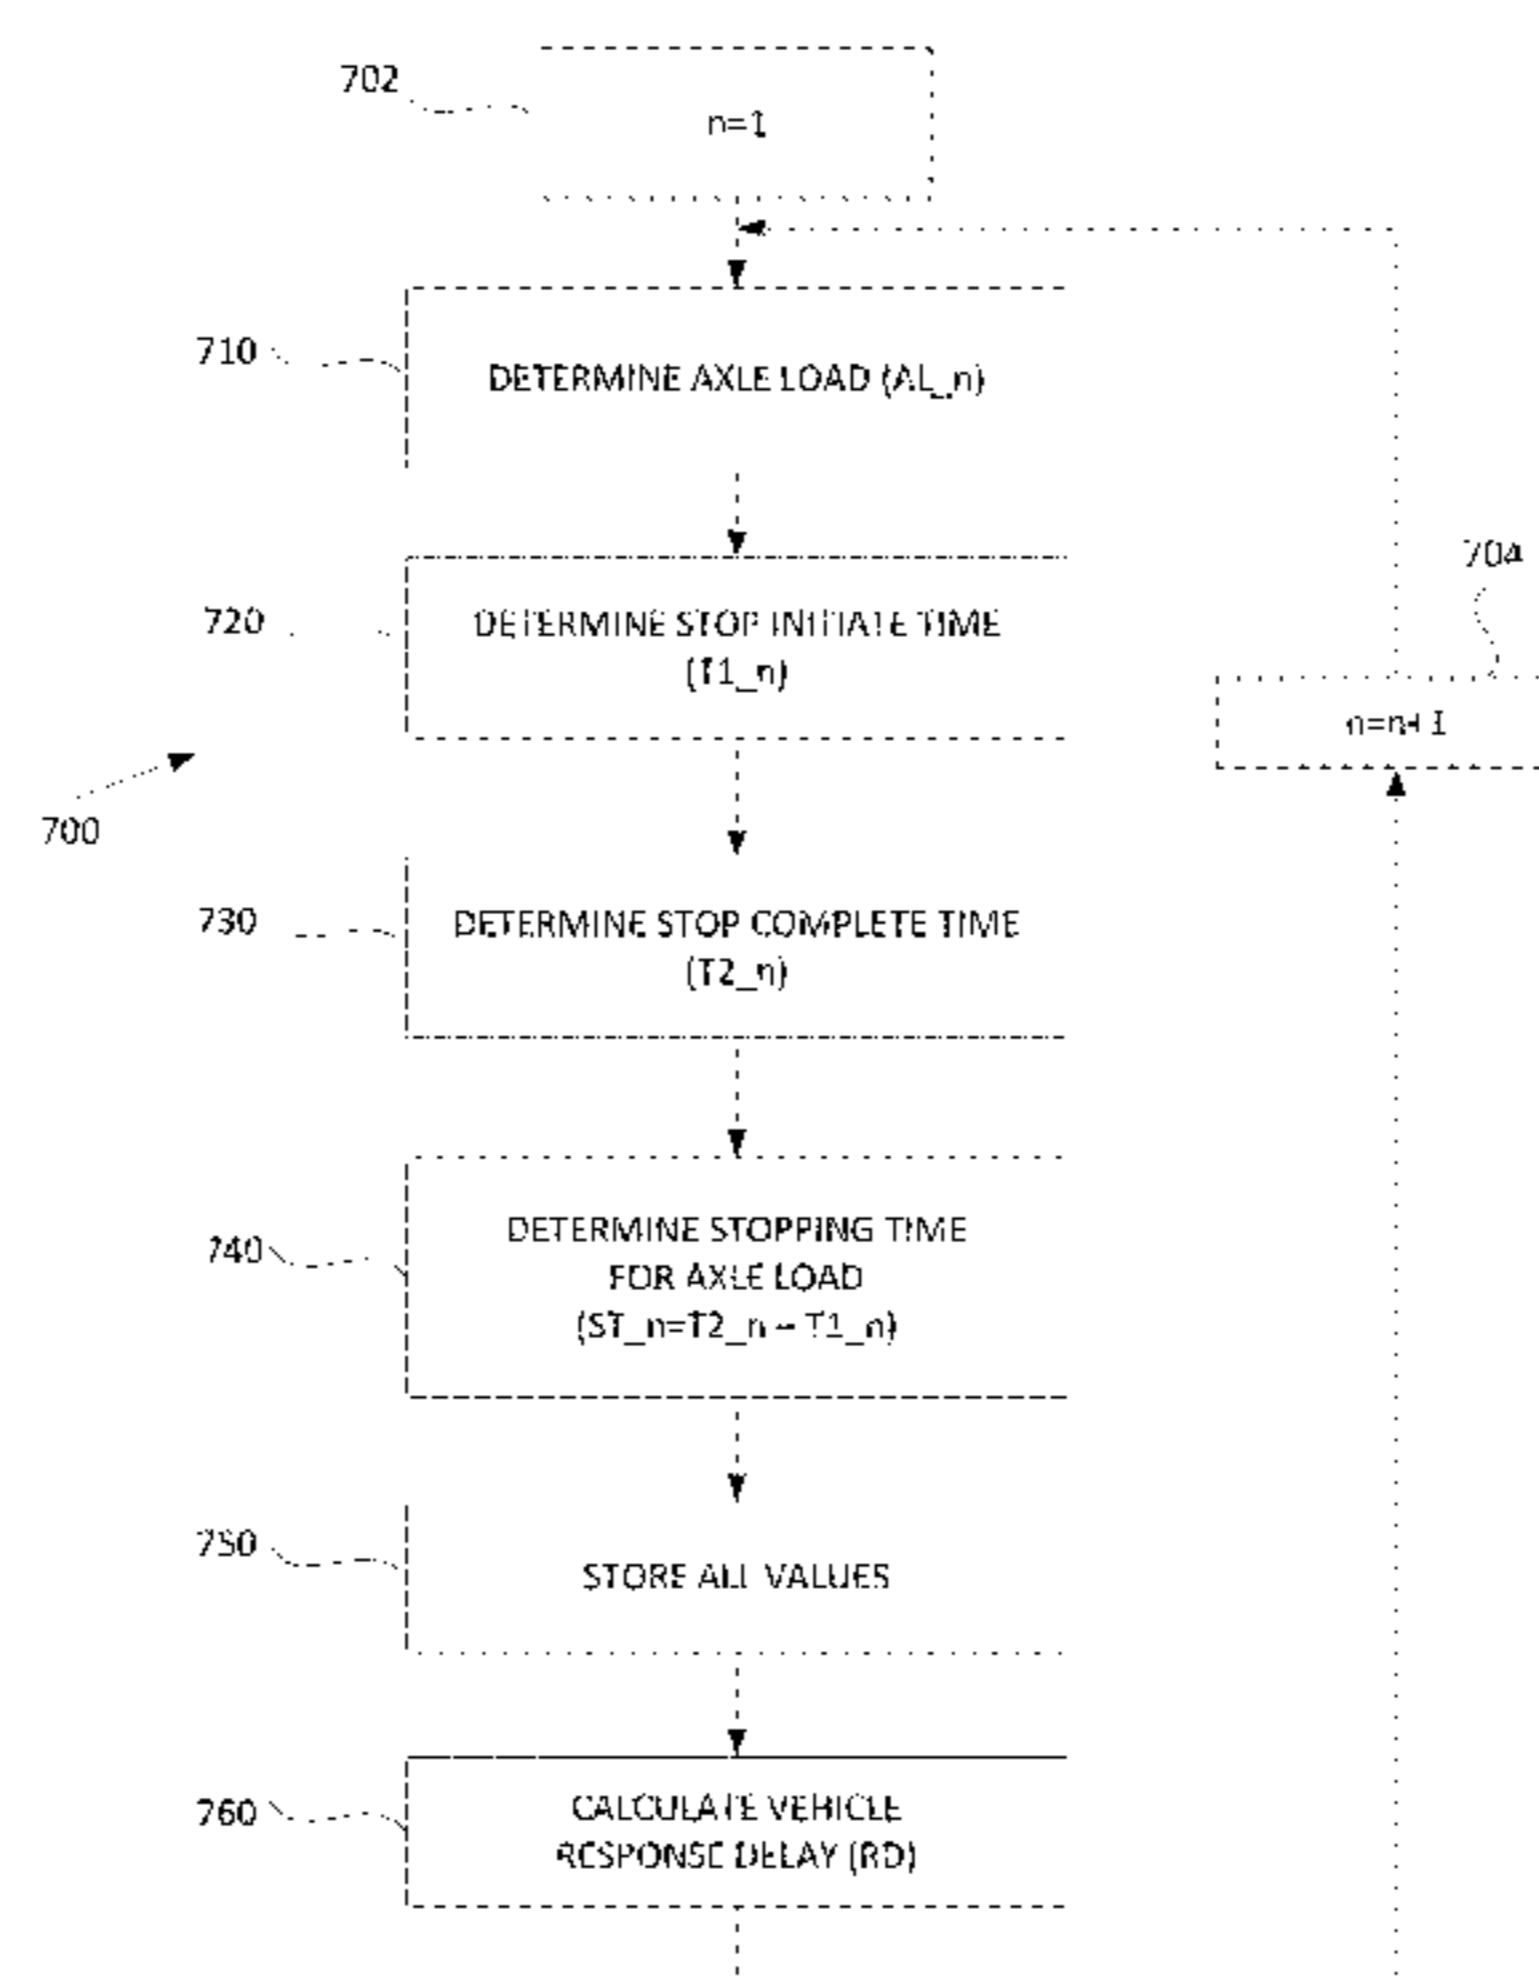 702
n=1
710
DETERMINE AXLE LOAD (AL_n)
704
720
DETERMINE STOP INITIATE TIME
(T1_n)
n=n+1
700
730
DETERMINE STOP COMPLETE TIME
(T2_n)
740
DETERMINE STOPPING TIME
FOR AXLE LOAD
(ST_n=T2_n – T1_n)
750
STORE ALL VALUES
760
CALCULATE VEHICLE
RESPONSE DELAY (RD)